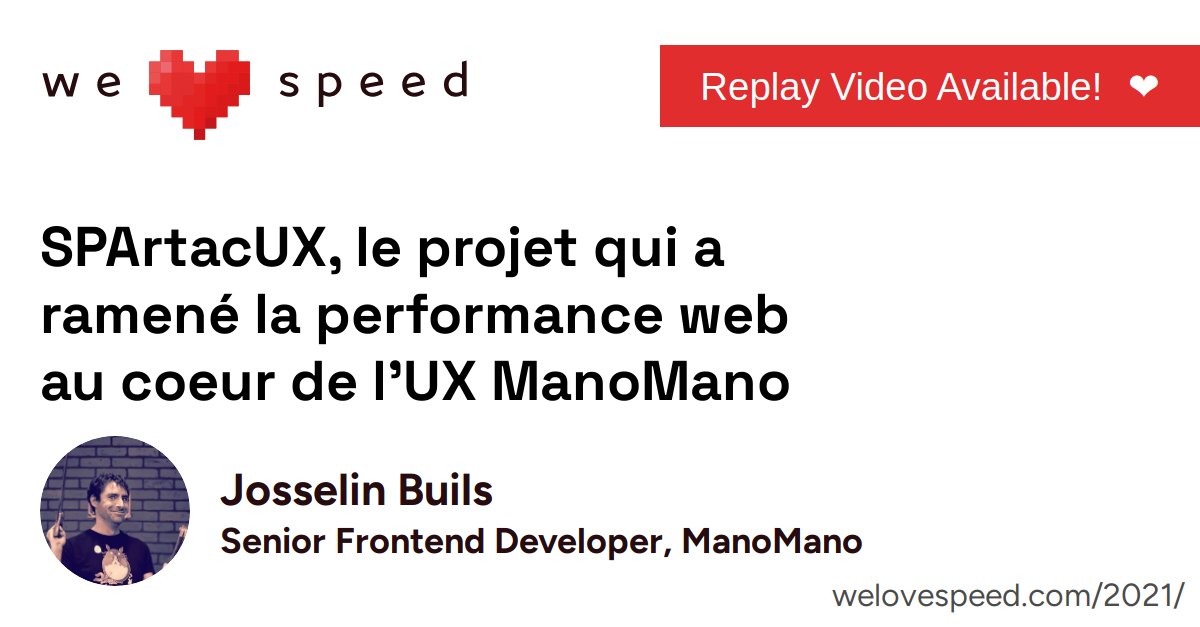 we ❤ speed
Replay Video Available! ❤
SPArtacUX, le projet qui a
ramené la performance web
au coeur de l’UX ManoMano
Josselin Buils
Senior Frontend Developer, ManoMano
welovespeed.com/2021/